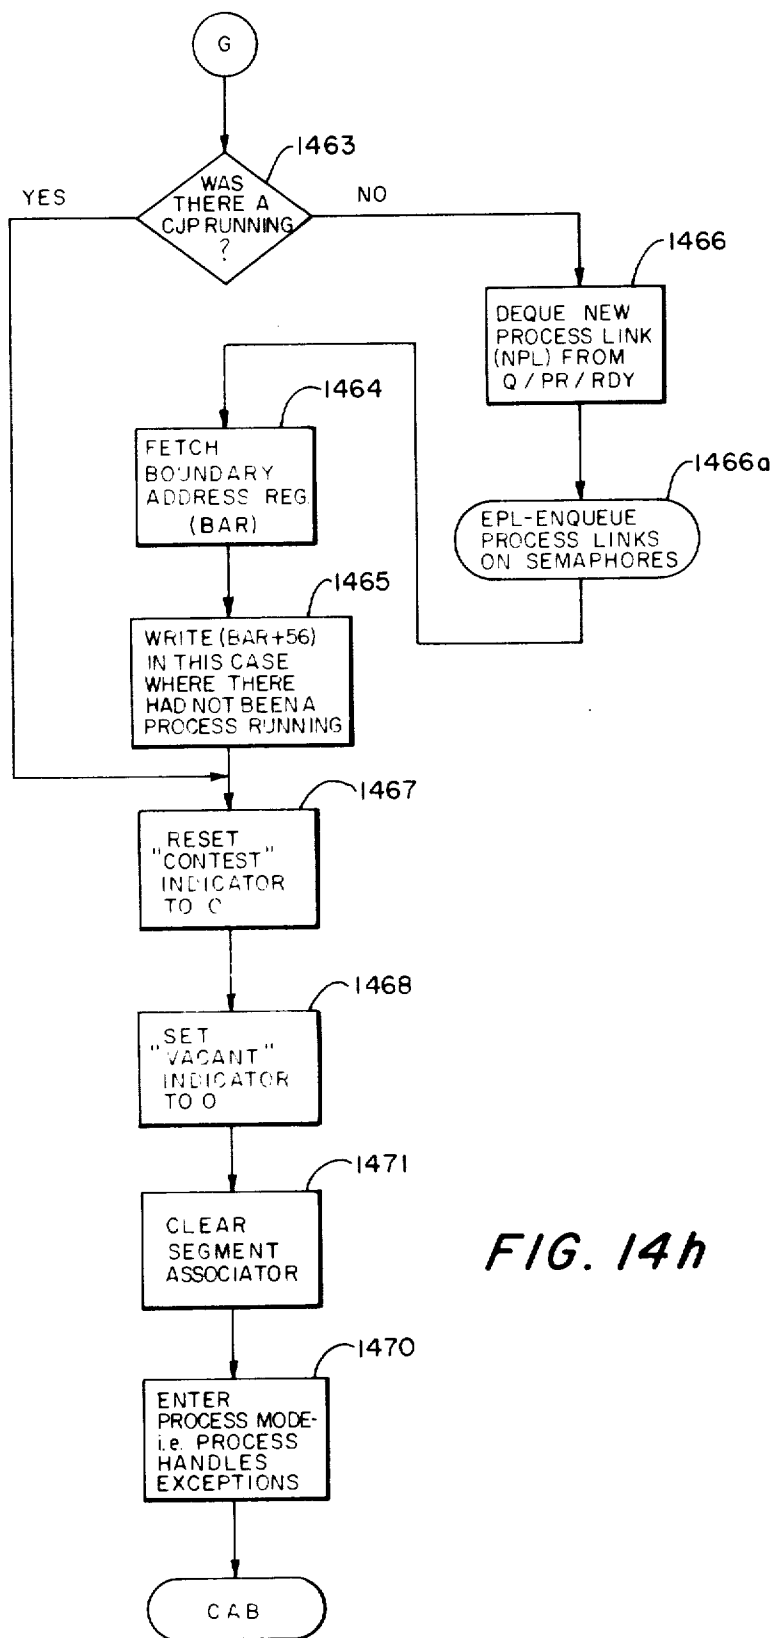 G
1463
WAS
THERE A
CJP RUNNING
?
YES
NO
1466
DEQUE NEW
PROCESS LINK
(NPL) FROM
Q / PR / RDY
1466a
EPL-ENQUEUE
PROCESS LINKS
ON SEMAPHORES
1464
FETCH
BOUNDARY
ADDRESS REG.
(BAR)
1465
WRITE (BAR+56)
IN THIS CASE
WHERE THERE
HAD NOT BEEN A
PROCESS RUNNING
1467
RESET
"CONTEST"
INDICATOR
TO 0
1468
SET
"VACANT"
INDICATOR
TO 0
1471
CLEAR
SEGMENT
ASSOCIATOR
FIG. 14h
1470
ENTER
PROCESS MODE-
i.e. PROCESS
HANDLES
EXCEPTIONS
CAB